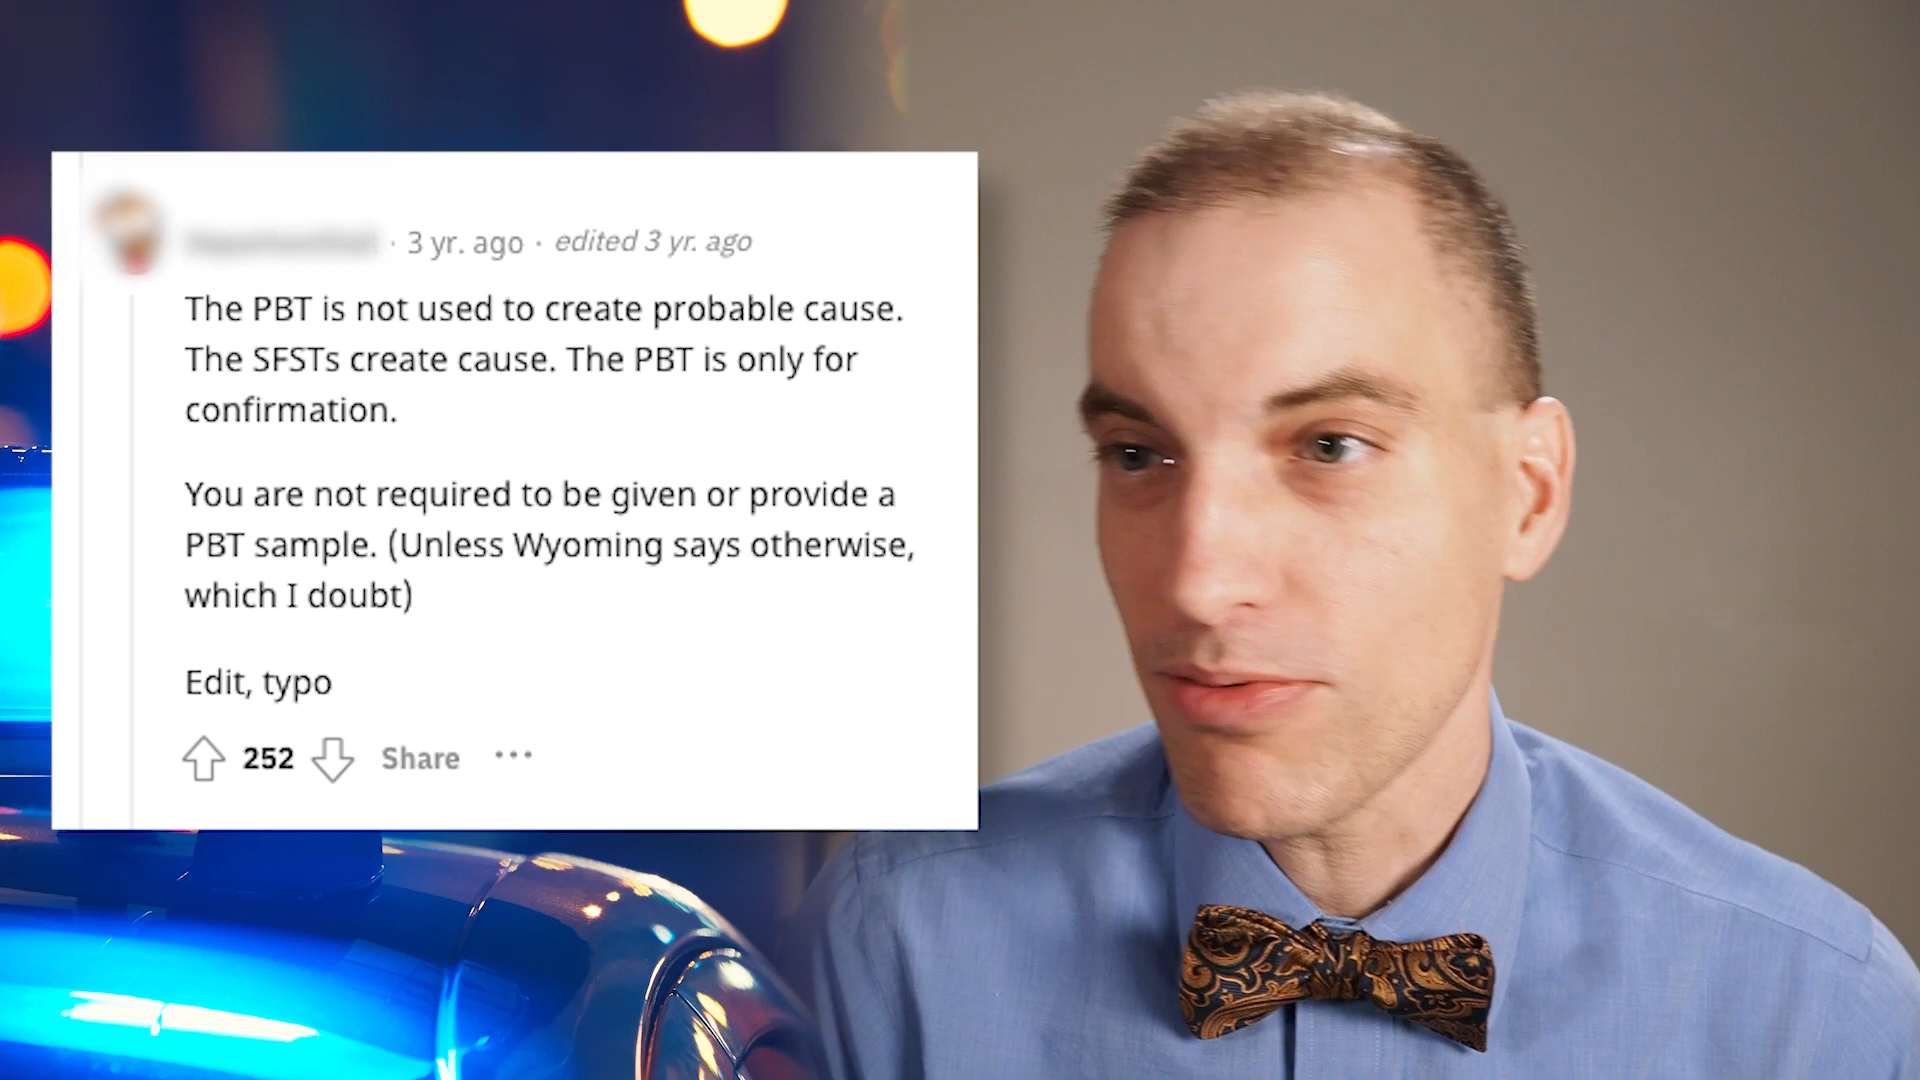 · 3 yr. ago · edited 3 yr. ago
The PBT is not used to create probable cause.
The SFSTs create cause. The PBT is only for
confirmation.
You are not required to be given or provide a
PBT sample. (Unless Wyoming says otherwise,
which I doubt)
Edit, typo
252 Share ···